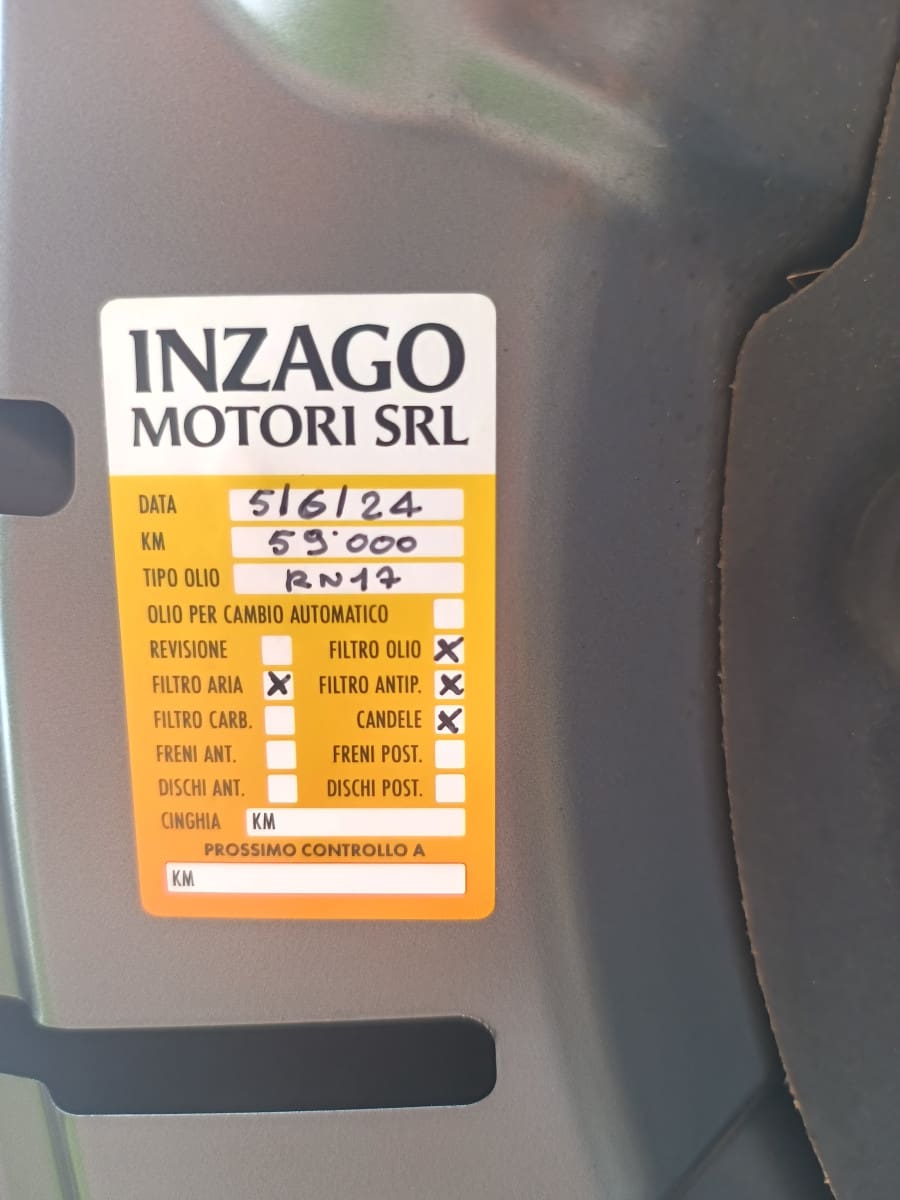 INZAGO
MOTORI SRL
DATA 5/6/24
KM 59'000
TIPO OLIO RN17
OLIO PER CAMBIO AUTOMATICO
REVISIONE FILTRO OLIO X
FILTRO ARIA X FILTRO ANTIP. X
FILTRO CARB. CANDELE X
FRENI ANT. FRENI POST.
DISCHI ANT. DISCHI POST.
CINGHIA KM
PROSSIMO CONTROLLO A
KM